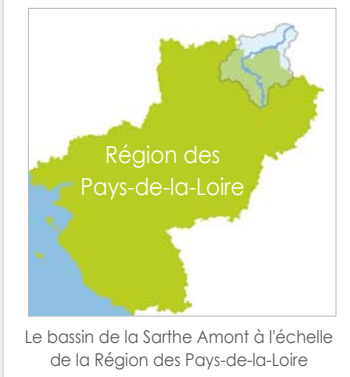 Région des
Pays-de-la-Loire
Le bassin de la Sarthe Amont à l'échelle
de la Région des Pays-de-la-Loire